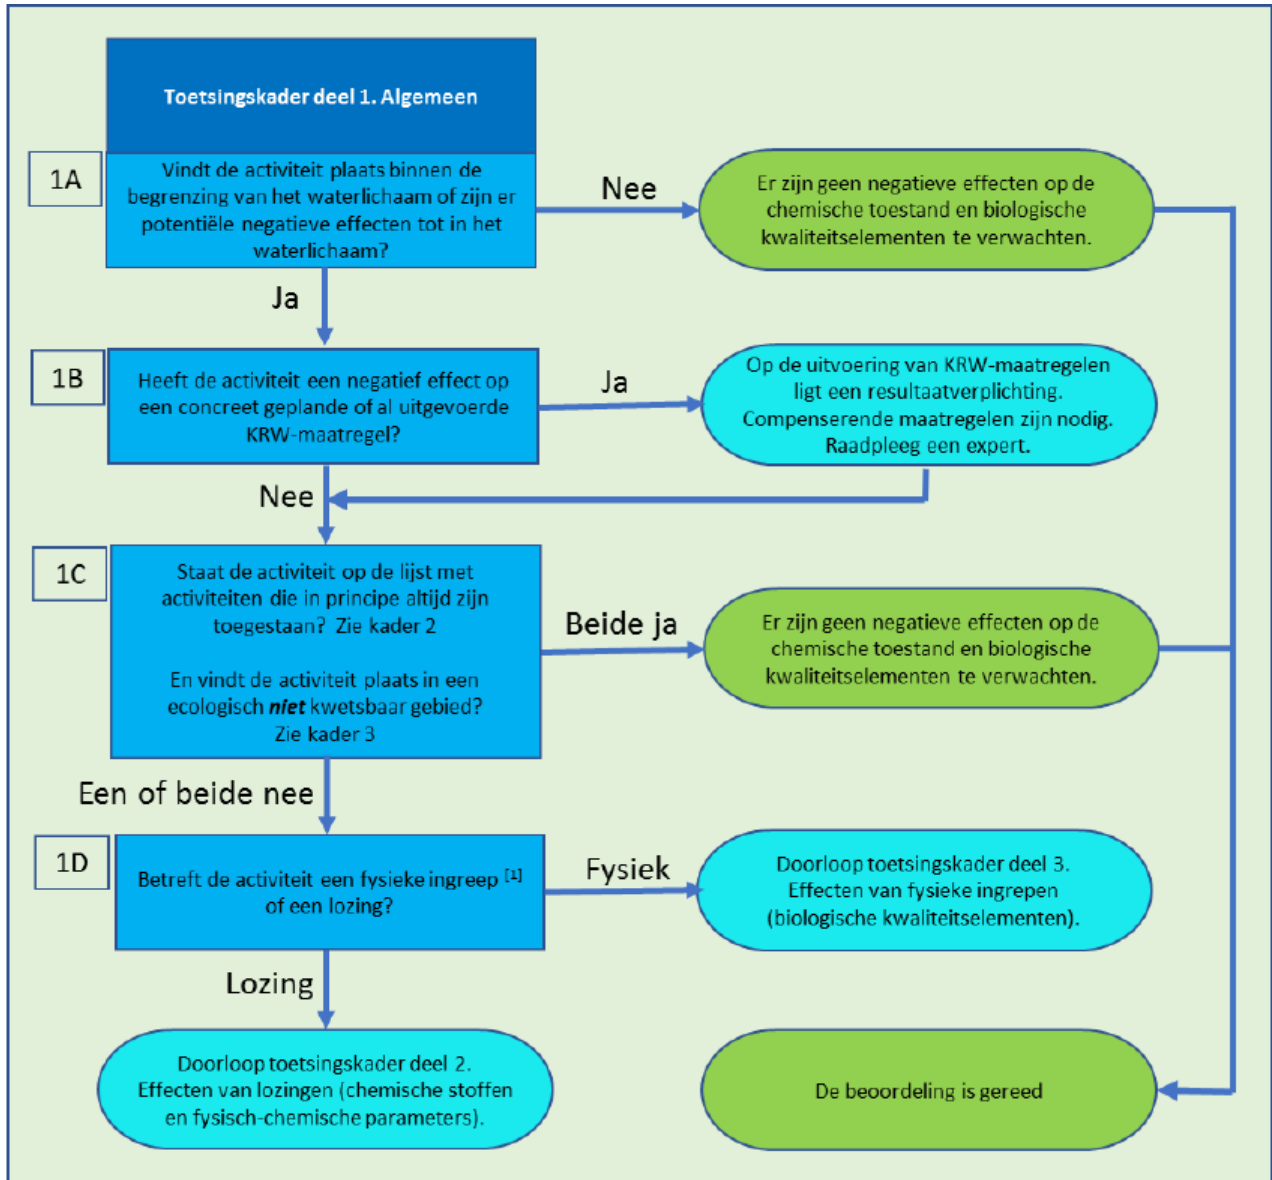 Toetsingskader deel 1. Algemeen
1A
Vindt de activiteit plaats binnen de
begrenzing van het waterlichaam of zijn er
potentiële negatieve effecten tot in het
waterlichaam?
Nee
Er zijn geen negatieve effecten op de
chemische toestand en biologische
kwaliteitselementen te verwachten.
Ja
1B
Heeft de activiteit een negatief effect op
een concreet geplande of al uitgevoerde
KRW-maatregel?
Ja
Op de uitvoering van KRW-maatregelen
ligt een resultaatverplichting.
Compenserende maatregelen zijn nodig.
Raadpleeg een expert.
Nee
1C
Staat de activiteit op de lijst met
activiteiten die in principe altijd zijn
toegestaan? Zie kader 2
En vindt de activiteit plaats in een
ecologisch niet kwetsbaar gebied?
Zie kader 3
Beide ja
Er zijn geen negatieve effecten op de
chemische toestand en biologische
kwaliteitselementen te verwachten.
Een of beide nee
1D
Betreft de activiteit een fysieke ingreep [1]
of een lozing?
Fysiek
Doorloop toetsingskader deel 3.
Effecten van fysieke ingrepen
(biologische kwaliteitselementen).
Lozing
Doorloop toetsingskader deel 2.
Effecten van lozingen (chemische stoffen
en fysisch-chemische parameters).
De beoordeling is gereed